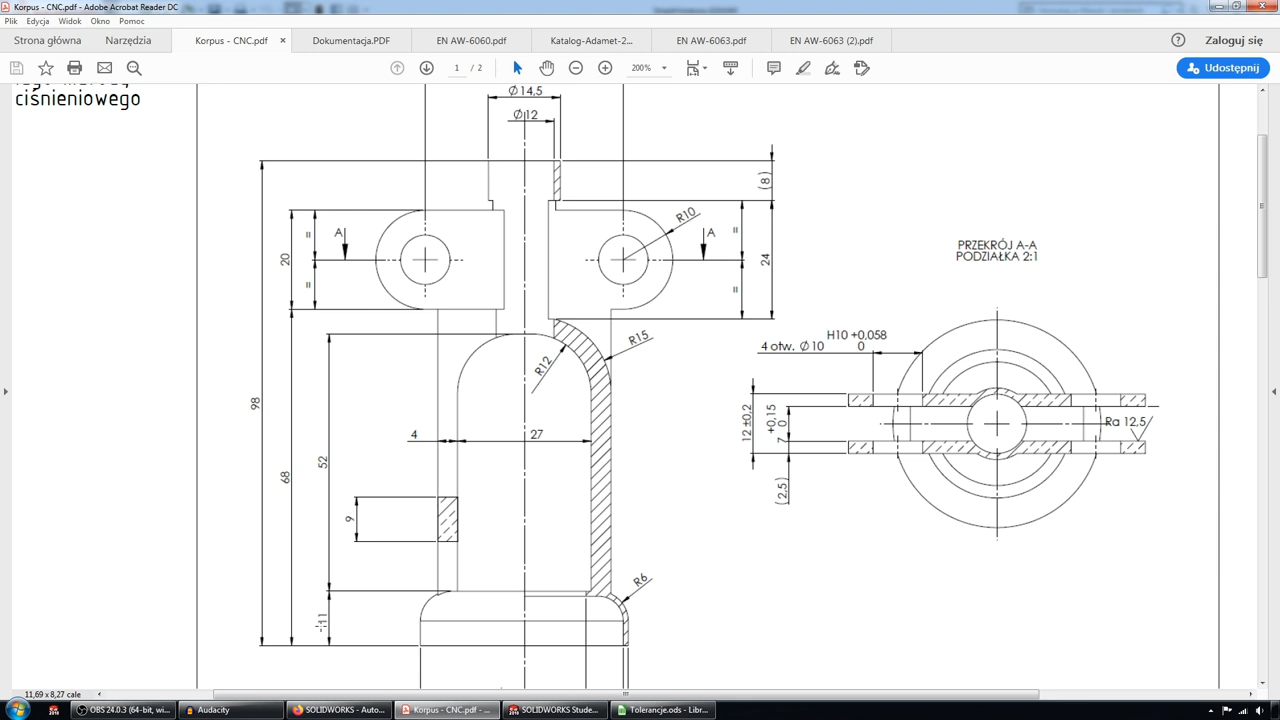 Korpus - CNC.pdf - Adobe Acrobat Reader DC
Plik Edycja Widok Okno Pomoc
Strona główna Narzędzia Korpus - CNC.pdf × Dokumentacja.PDF EN AW-6060.pdf Katalog-Adamet-2... EN AW-6063.pdf EN AW-6063 (2).pdf ? Zaloguj się
1 / 2 200% Udostępnij
ciśnieniowego
Ø14,5
Ø12
(8)
R10
A
A
=
=
=
=
20
24
PRZEKRÓJ A-A
PODZIAŁKA 2:1
R15
R12
H10 +0,058
0
4 otw. Ø10
98
12 ±0,2
+0,15
7 0
Ra 12,5
4
27
52
68
(2,5)
9
R6
11
11,69 x 8,27 cale
OBS 24.0.3 (64-bit, wi... Audacity SOLIDWORKS - Auto... Korpus - CNC.pdf - ... SOLIDWORKS Stude... Tolerancje.ods - Libr...
PL